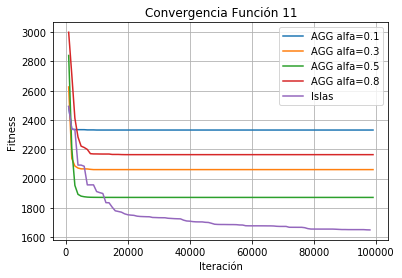 Convergencia Función 11
3000
2800
2600
2400
2200
2000
1800
1600
Fitness
AGG alfa=0.1
AGG alfa=0.3
AGG alfa=0.5
AGG alfa=0.8
Islas
0
20000
40000
60000
80000
100000
Iteración